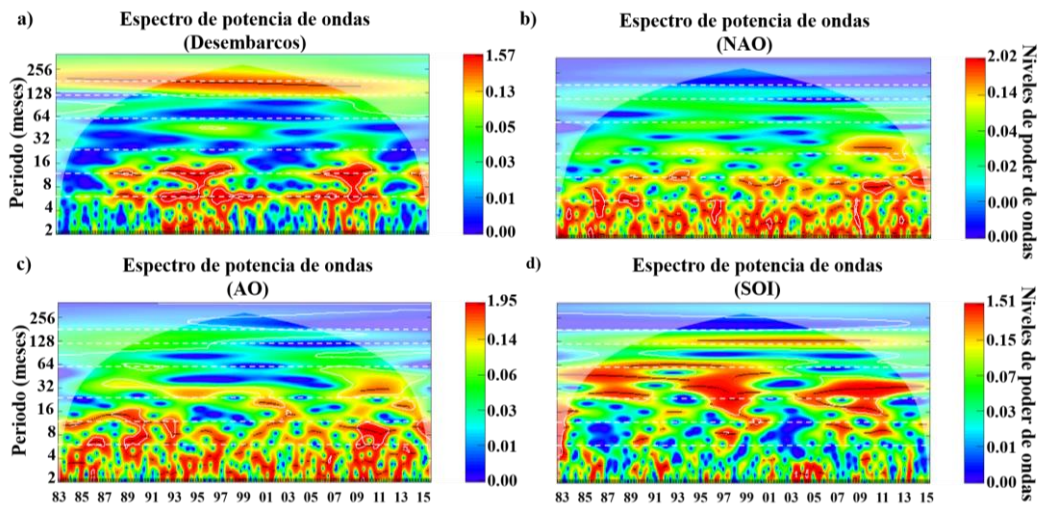 a)
Espectro de potencia de ondas
(Desembarcos)
Periodo (meses)
256
128
64
32
16
8
4
2
1.57
0.13
0.05
0.03
0.01
0.00
b)
Espectro de potencia de ondas
(NAO)
2.02
0.14
0.04
0.02
0.00
0.00
Niveles de poder de ondas
c)
Espectro de potencia de ondas
(AO)
Periodo (meses)
256
128
64
32
16
8
4
2
83 85 87 89 91 93 95 97 99 01 03 05 07 09 11 13 15
1.95
0.14
0.06
0.03
0.01
0.00
d)
Espectro de potencia de ondas
(SOI)
83 85 87 89 91 93 95 97 99 01 03 05 07 09 11 13 15
1.51
0.15
0.07
0.03
0.01
0.00
Niveles de poder de ondas